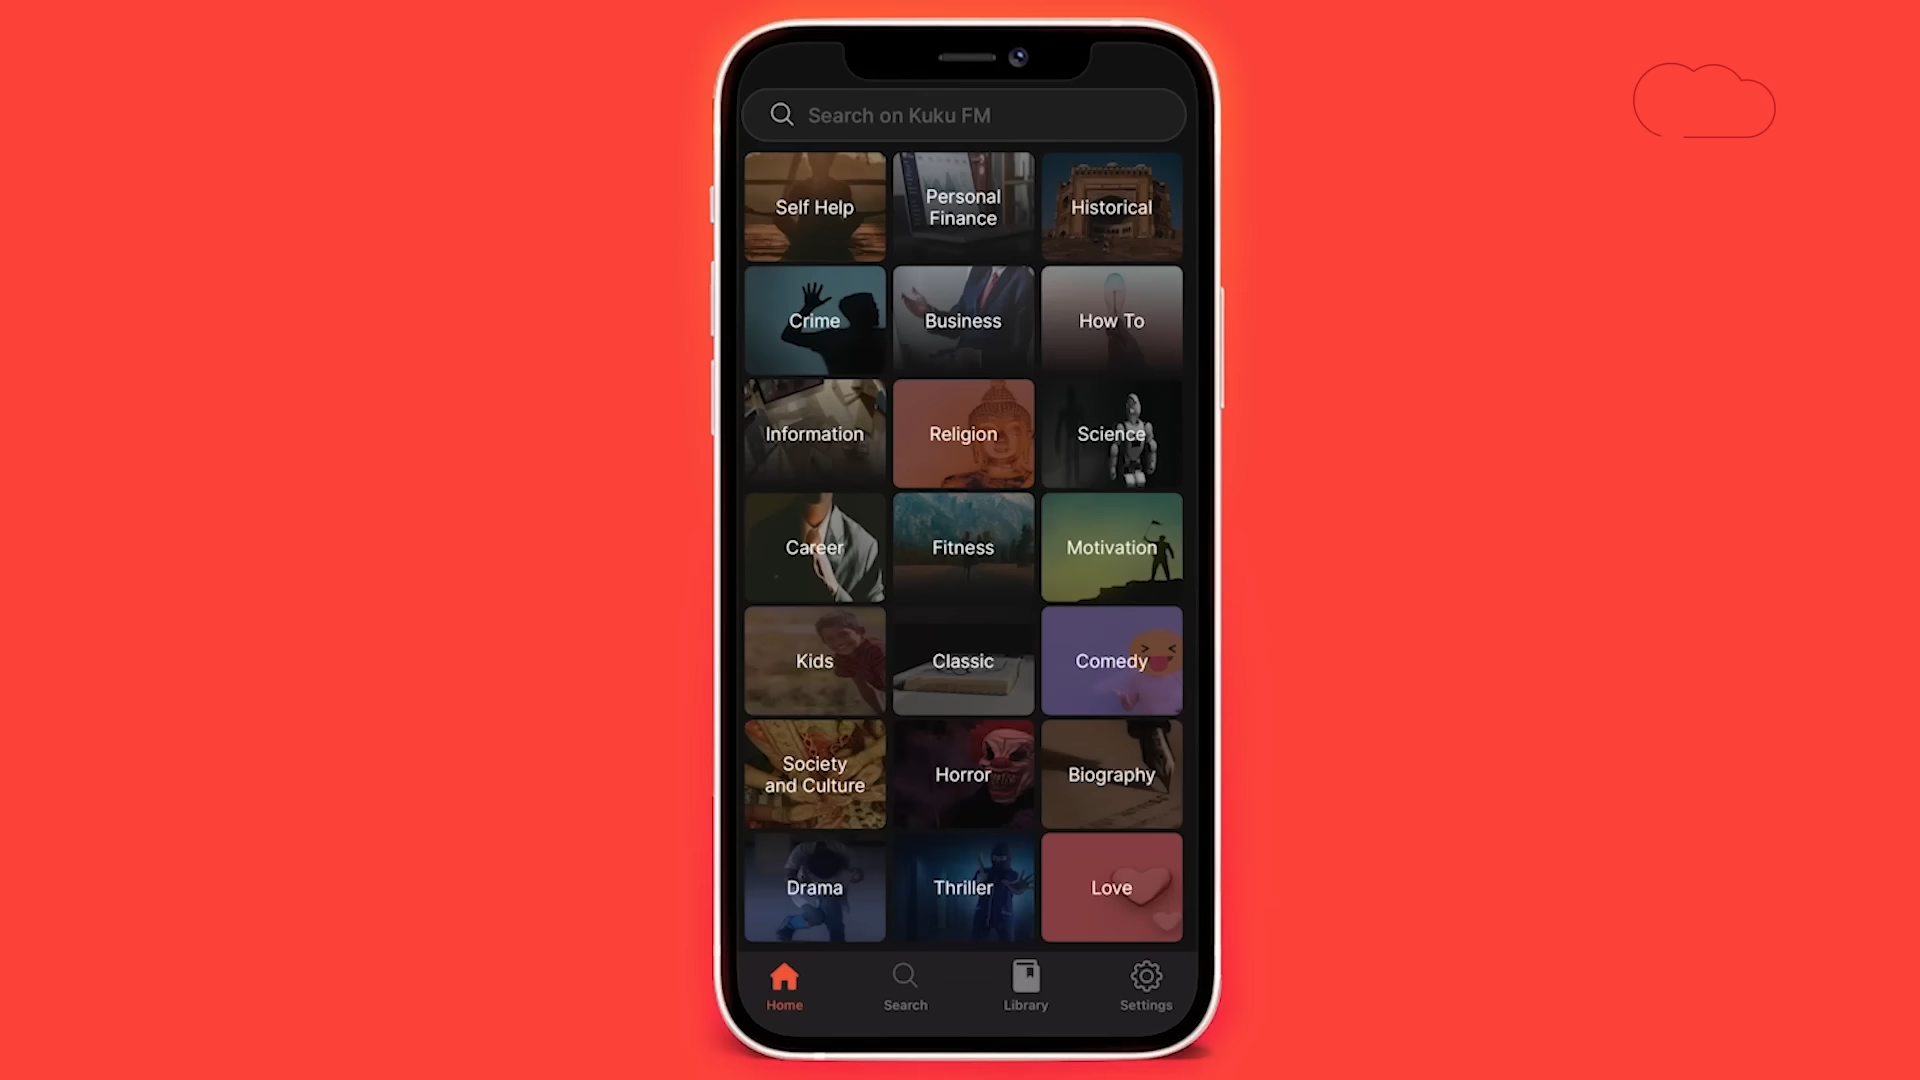 Search on Kuku FM
Self Help
Personal
Finance
Historical
Crime
Business
How To
Information
Religion
Science
Career
Fitness
Motivation
Kids
Classic
Comedy
Society
and Culture
Horror
Biography
Drama
Thriller
Love
Home
Search
Library
Settings